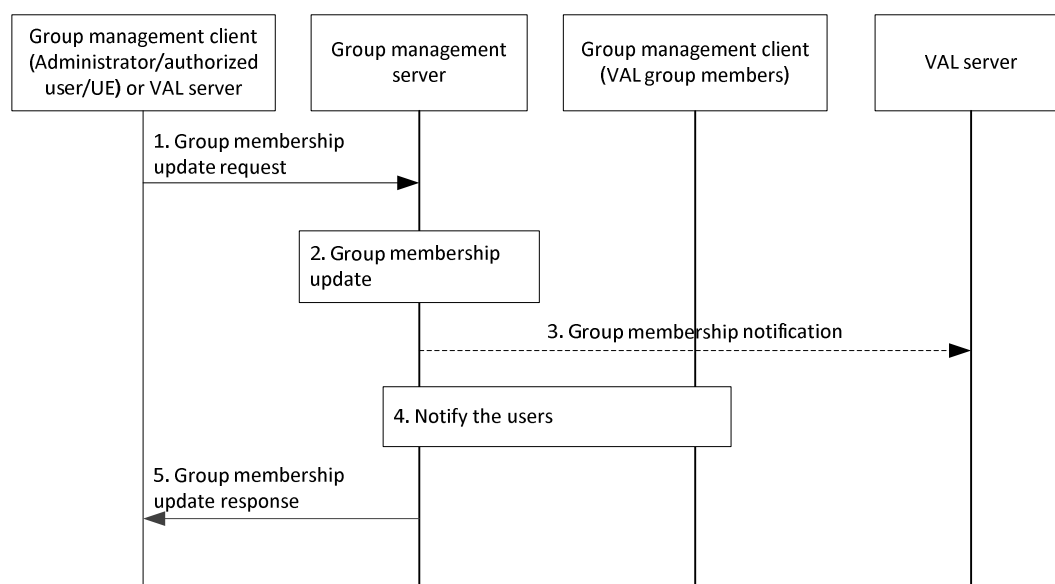 Group management client
(Administrator/authorized
user/UE) or VAL server
Group management
server
Group management client
(VAL group members)
VAL server
1. Group membership
update request
2. Group membership
update
3. Group membership notification
4. Notify the users
5. Group membership
update response